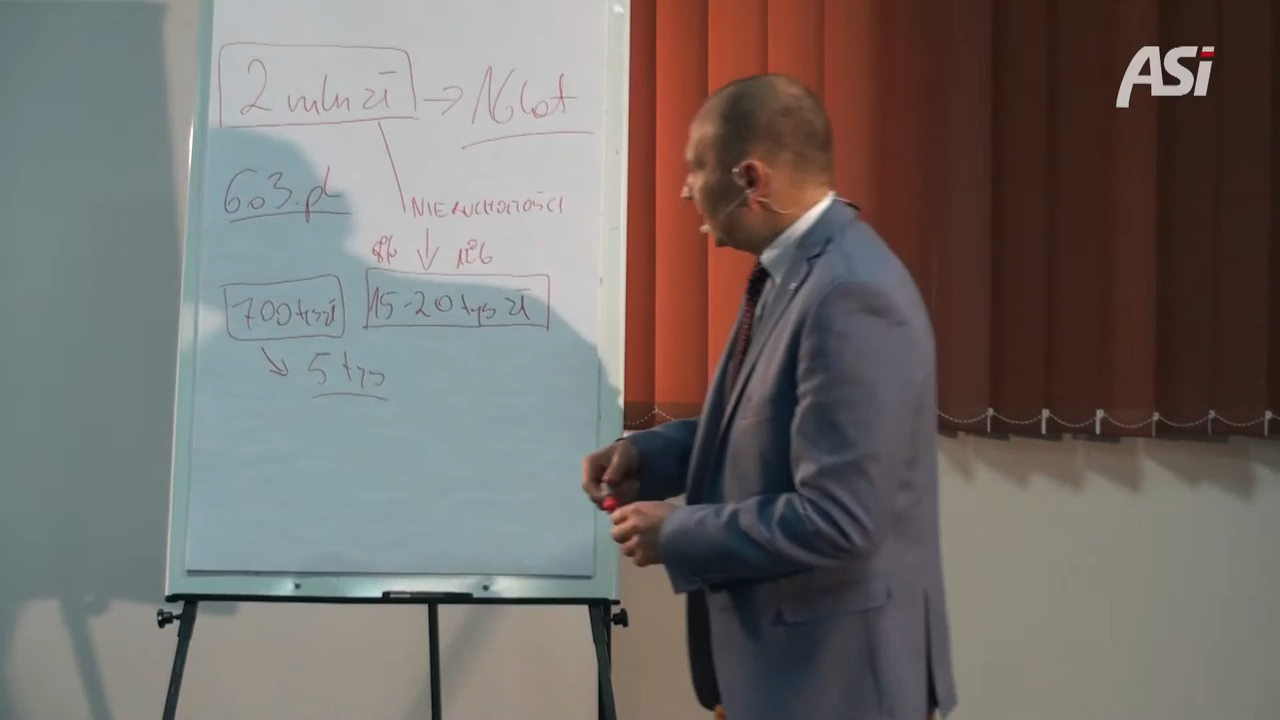 2 mln zł → 16 lat
603.pl
NIERUCHOMOŚCI
8% 12%
700 tys zł
15-20 tys zł
5 tys
ASi